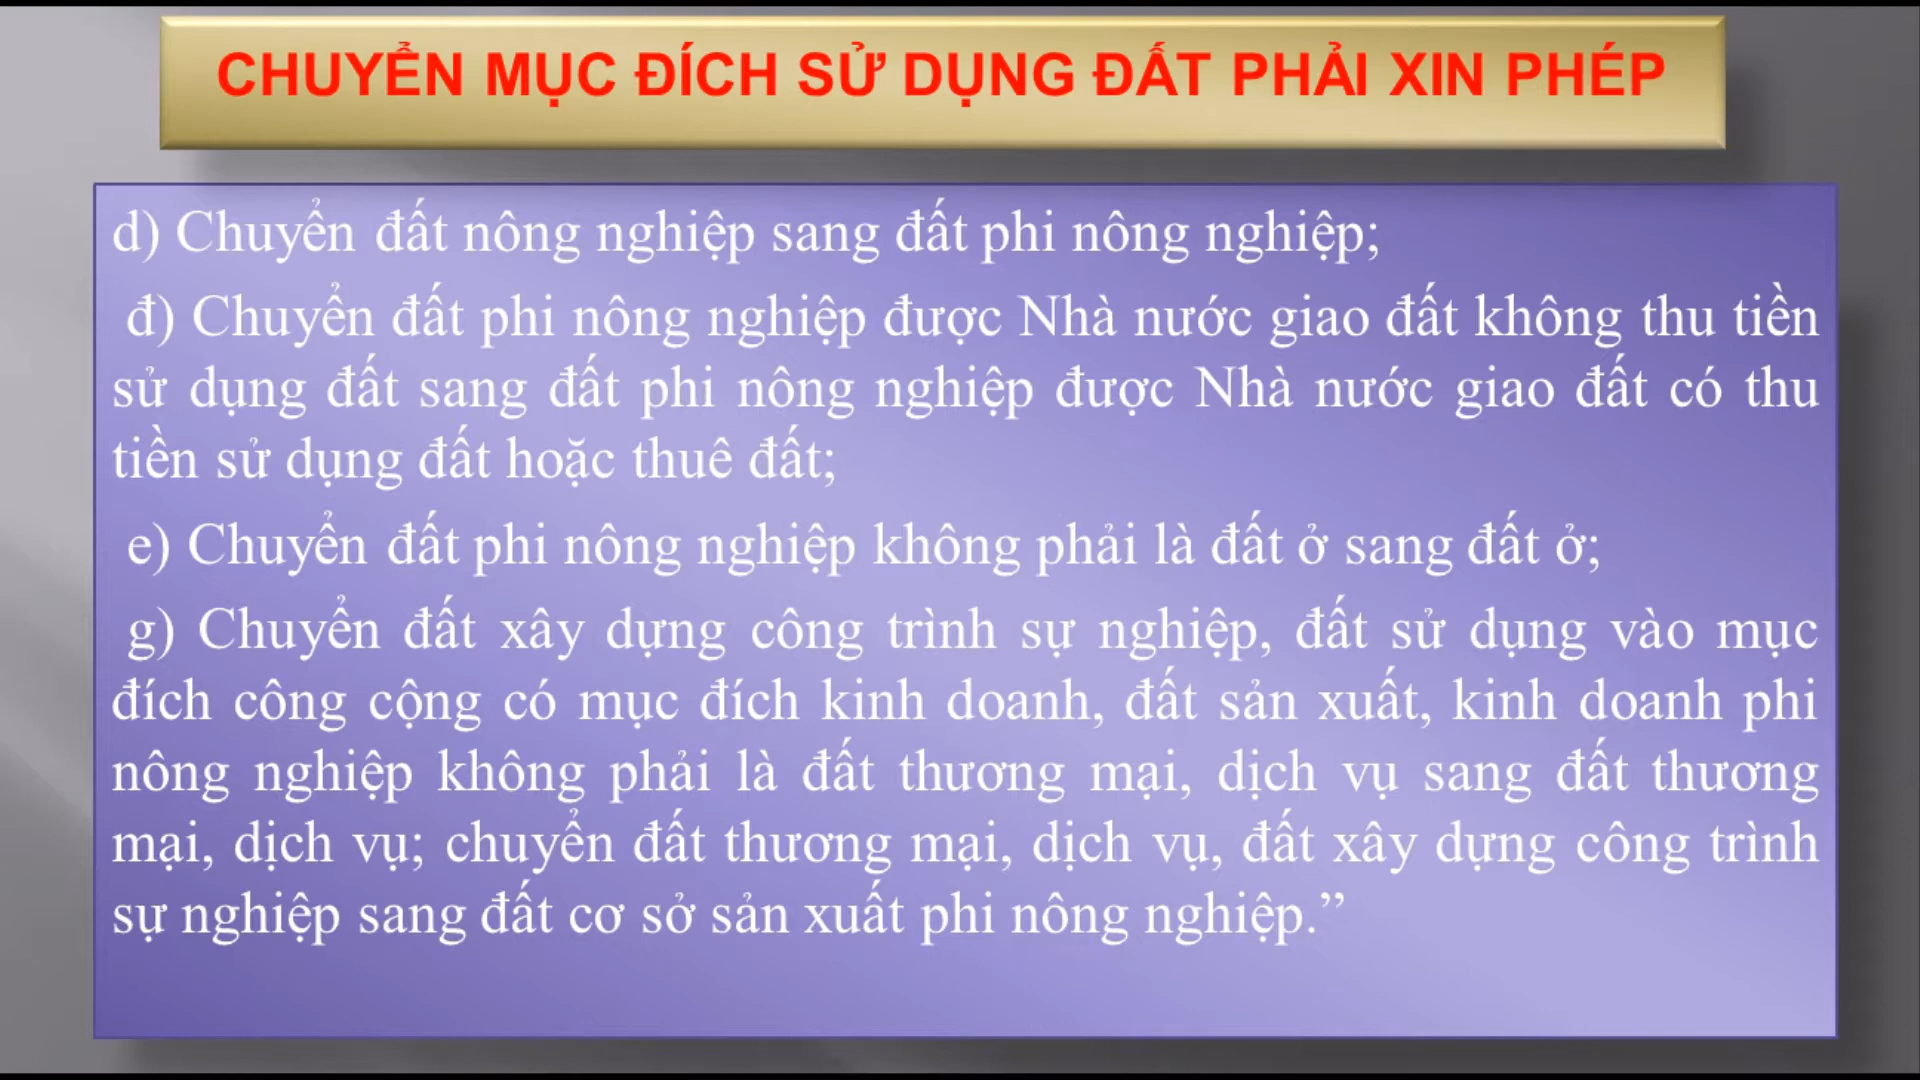 CHUYỂN MỤC ĐÍCH SỬ DỤNG ĐẤT PHẢI XIN PHÉP
d) Chuyển đất nông nghiệp sang đất phi nông nghiệp;
đ) Chuyển đất phi nông nghiệp được Nhà nước giao đất không thu tiền
sử dụng đất sang đất phi nông nghiệp được Nhà nước giao đất có thu
tiền sử dụng đất hoặc thuê đất;
e) Chuyển đất phi nông nghiệp không phải là đất ở sang đất ở;
g) Chuyển đất xây dựng công trình sự nghiệp, đất sử dụng vào mục
đích công cộng có mục đích kinh doanh, đất sản xuất, kinh doanh phi
nông nghiệp không phải là đất thương mại, dịch vụ sang đất thương
mại, dịch vụ; chuyển đất thương mại, dịch vụ, đất xây dựng công trình
sự nghiệp sang đất cơ sở sản xuất phi nông nghiệp.”